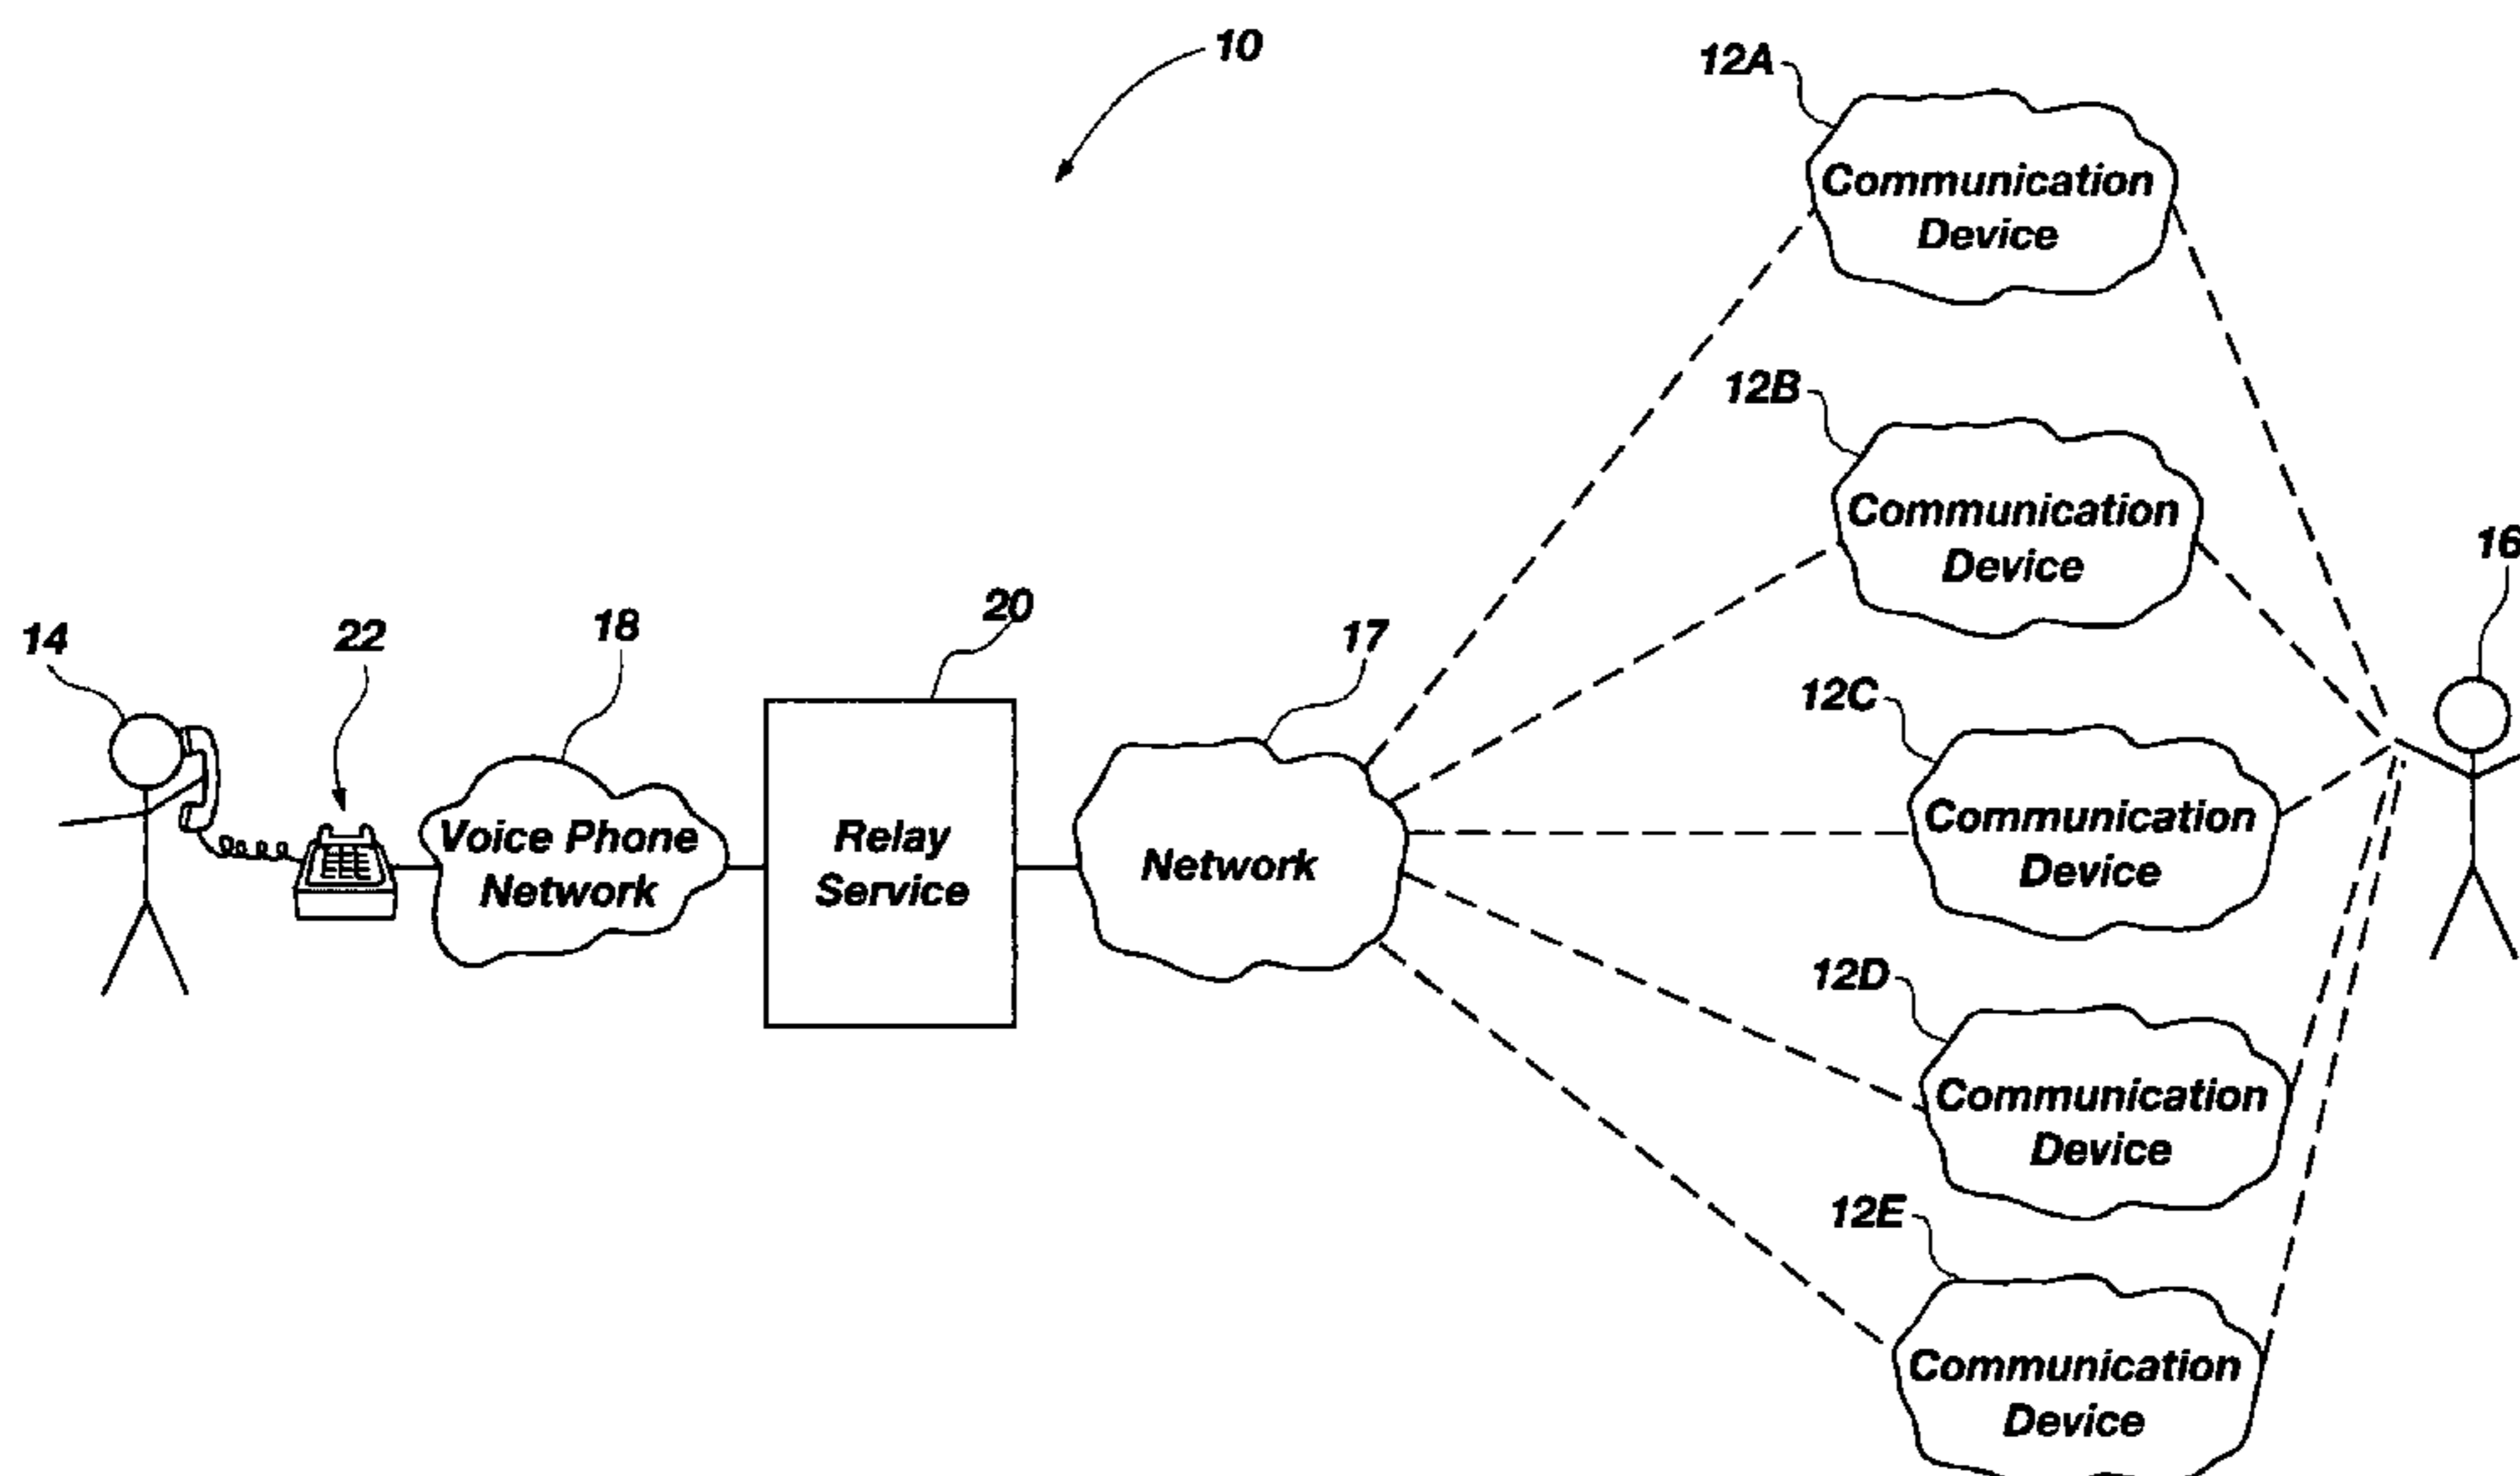 10
12A
Communication
Device
12B
Communication
Device
16
14
22
18
20
17
12C
Voice Phone
Network
Relay
Service
Network
Communication
Device
12D
Communication
Device
12E
Communication
Device